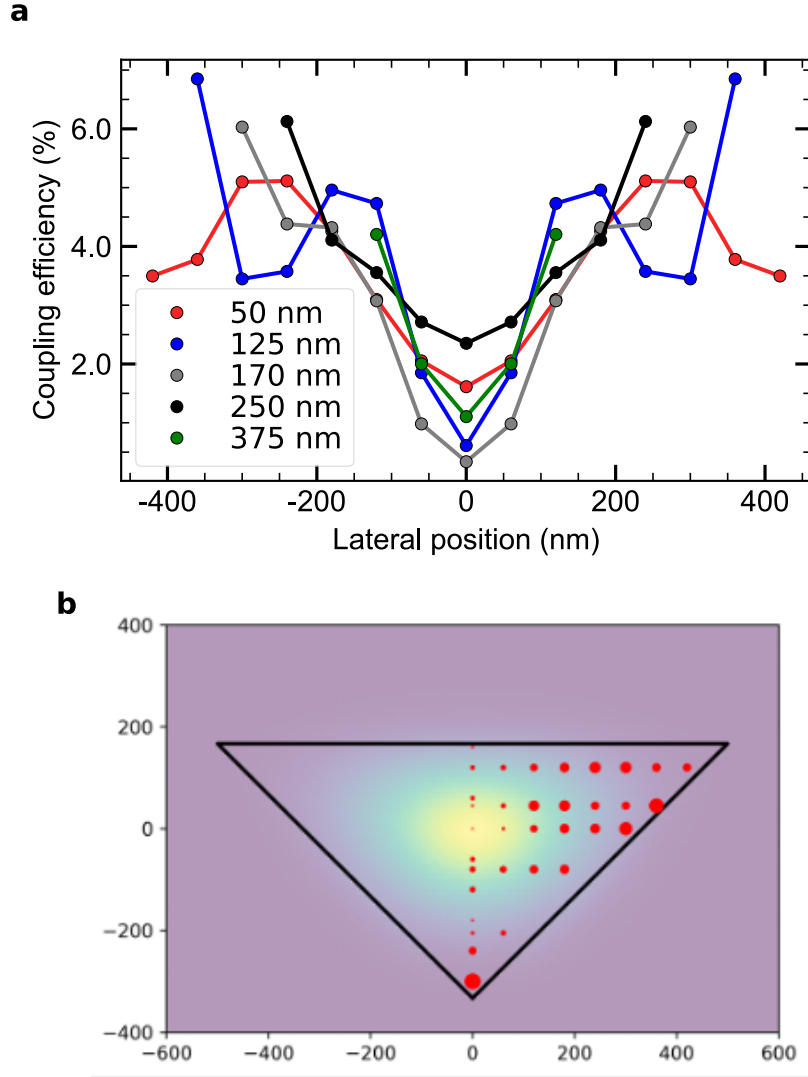 a
6.0
4.0
2.0
Coupling efficiency (%)
50 nm
125 nm
170 nm
250 nm
375 nm
-400 -200 0 200 400
Lateral position (nm)
b
400
200
0
−200
−400
−600 −400 −200 0 200 400 600